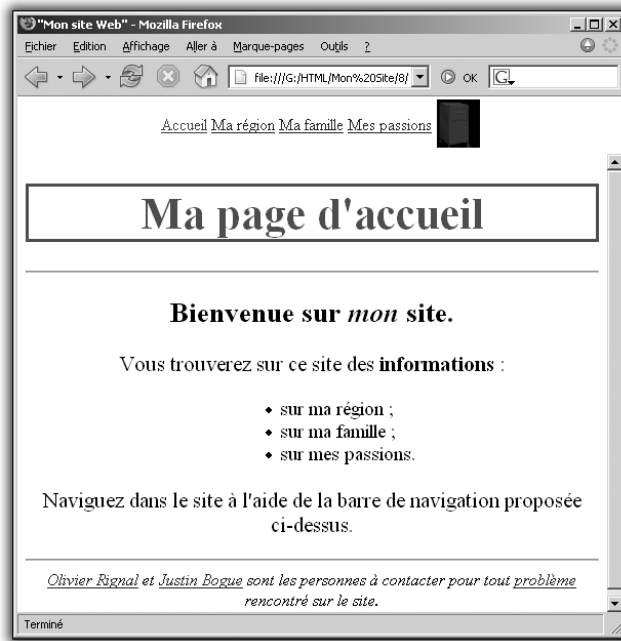 "Mon site Web" - Mozilla Firefox
Fichier Edition Affichage Aller à Marque-pages Outils ?
file:///G:/HTML/Mon%20Site/8/ OK G
Accueil Ma région Ma famille Mes passions
Ma page d'accueil
Bienvenue sur mon site.
Vous trouverez sur ce site des informations :
• sur ma région ;
• sur ma famille ;
• sur mes passions.
Naviguez dans le site à l'aide de la barre de navigation proposée
ci-dessus.
Olivier Rignal et Justin Bogue sont les personnes à contacter pour tout problème
rencontré sur le site.
Terminé